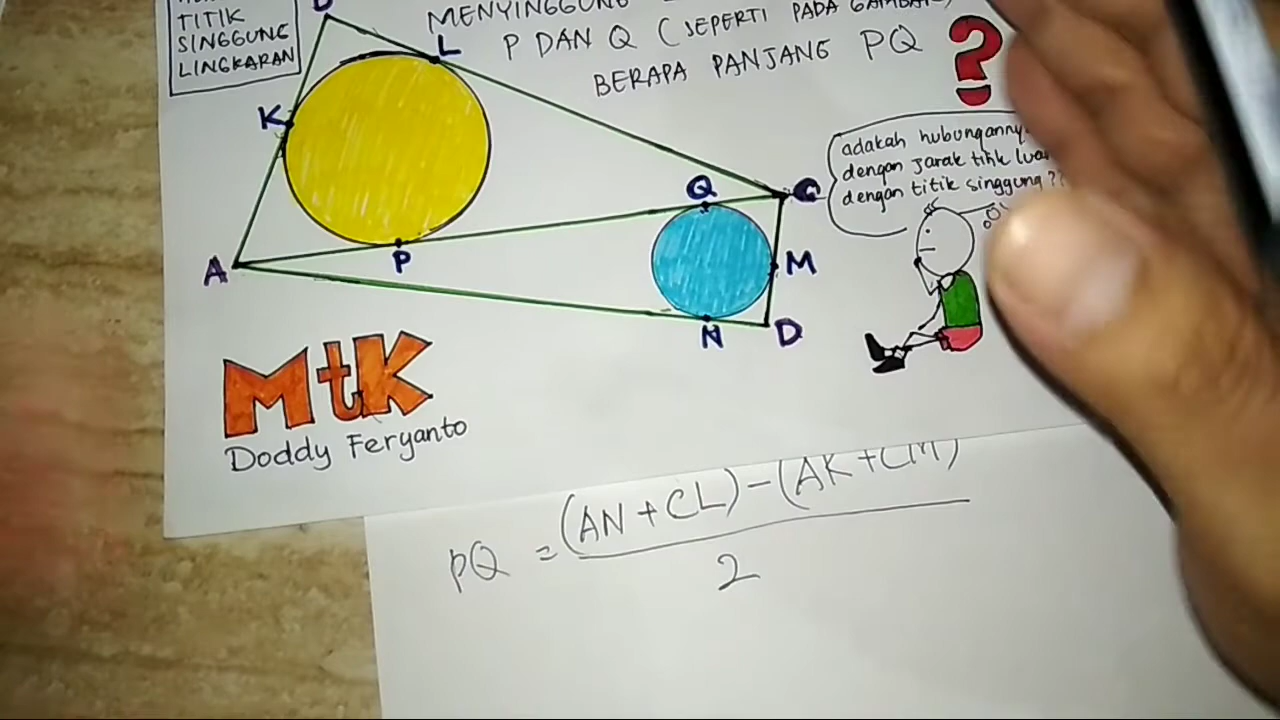 TITIK
SINGGUNG
LINGKARAN
MENYINGGUNG
P DAN Q (SEPERTI PADA GAMBAR)
BERAPA PANJANG PQ ?
K
L
A
P
Q
C
M
N
D
adakah hubungannya
dengan jarak titik luar
dengan titik singgung??
MtK
Doddy Feryanto
PQ = (AN + CL) - (AK + CM)
2